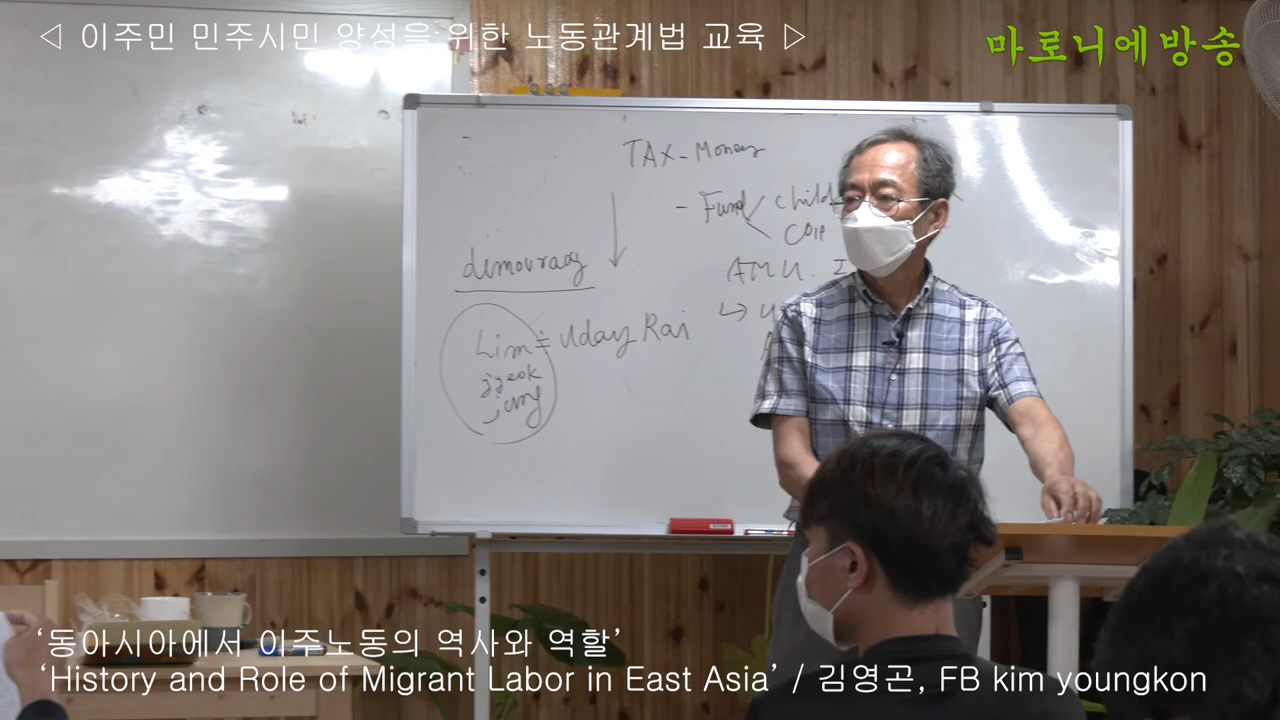 ◁ 이주민 민주시민 양성을 위한 노동관계법 교육 ▷
마로니에방송
TAX - Money
- Fund
child
democracy
Lim = Uday Rai
jyeok
jung
'동아시아에서 이주노동의 역사와 역할'
'History and Role of Migrant Labor in East Asia' / 김영곤, FB kim youngkon